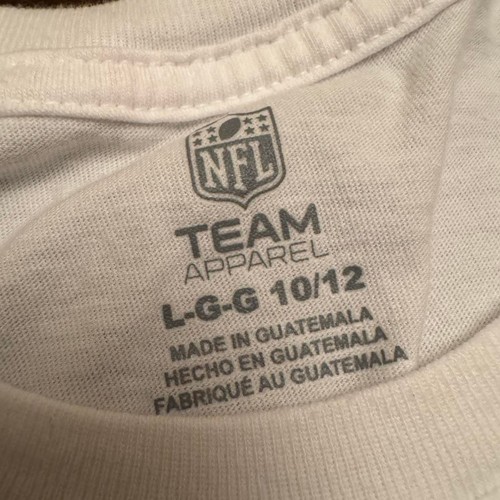 NFL
TEAM
APPAREL
L-G-G 10/12
MADE IN GUATEMALA
HECHO EN GUATEMALA
FABRIQUÉ AU GUATEMALA